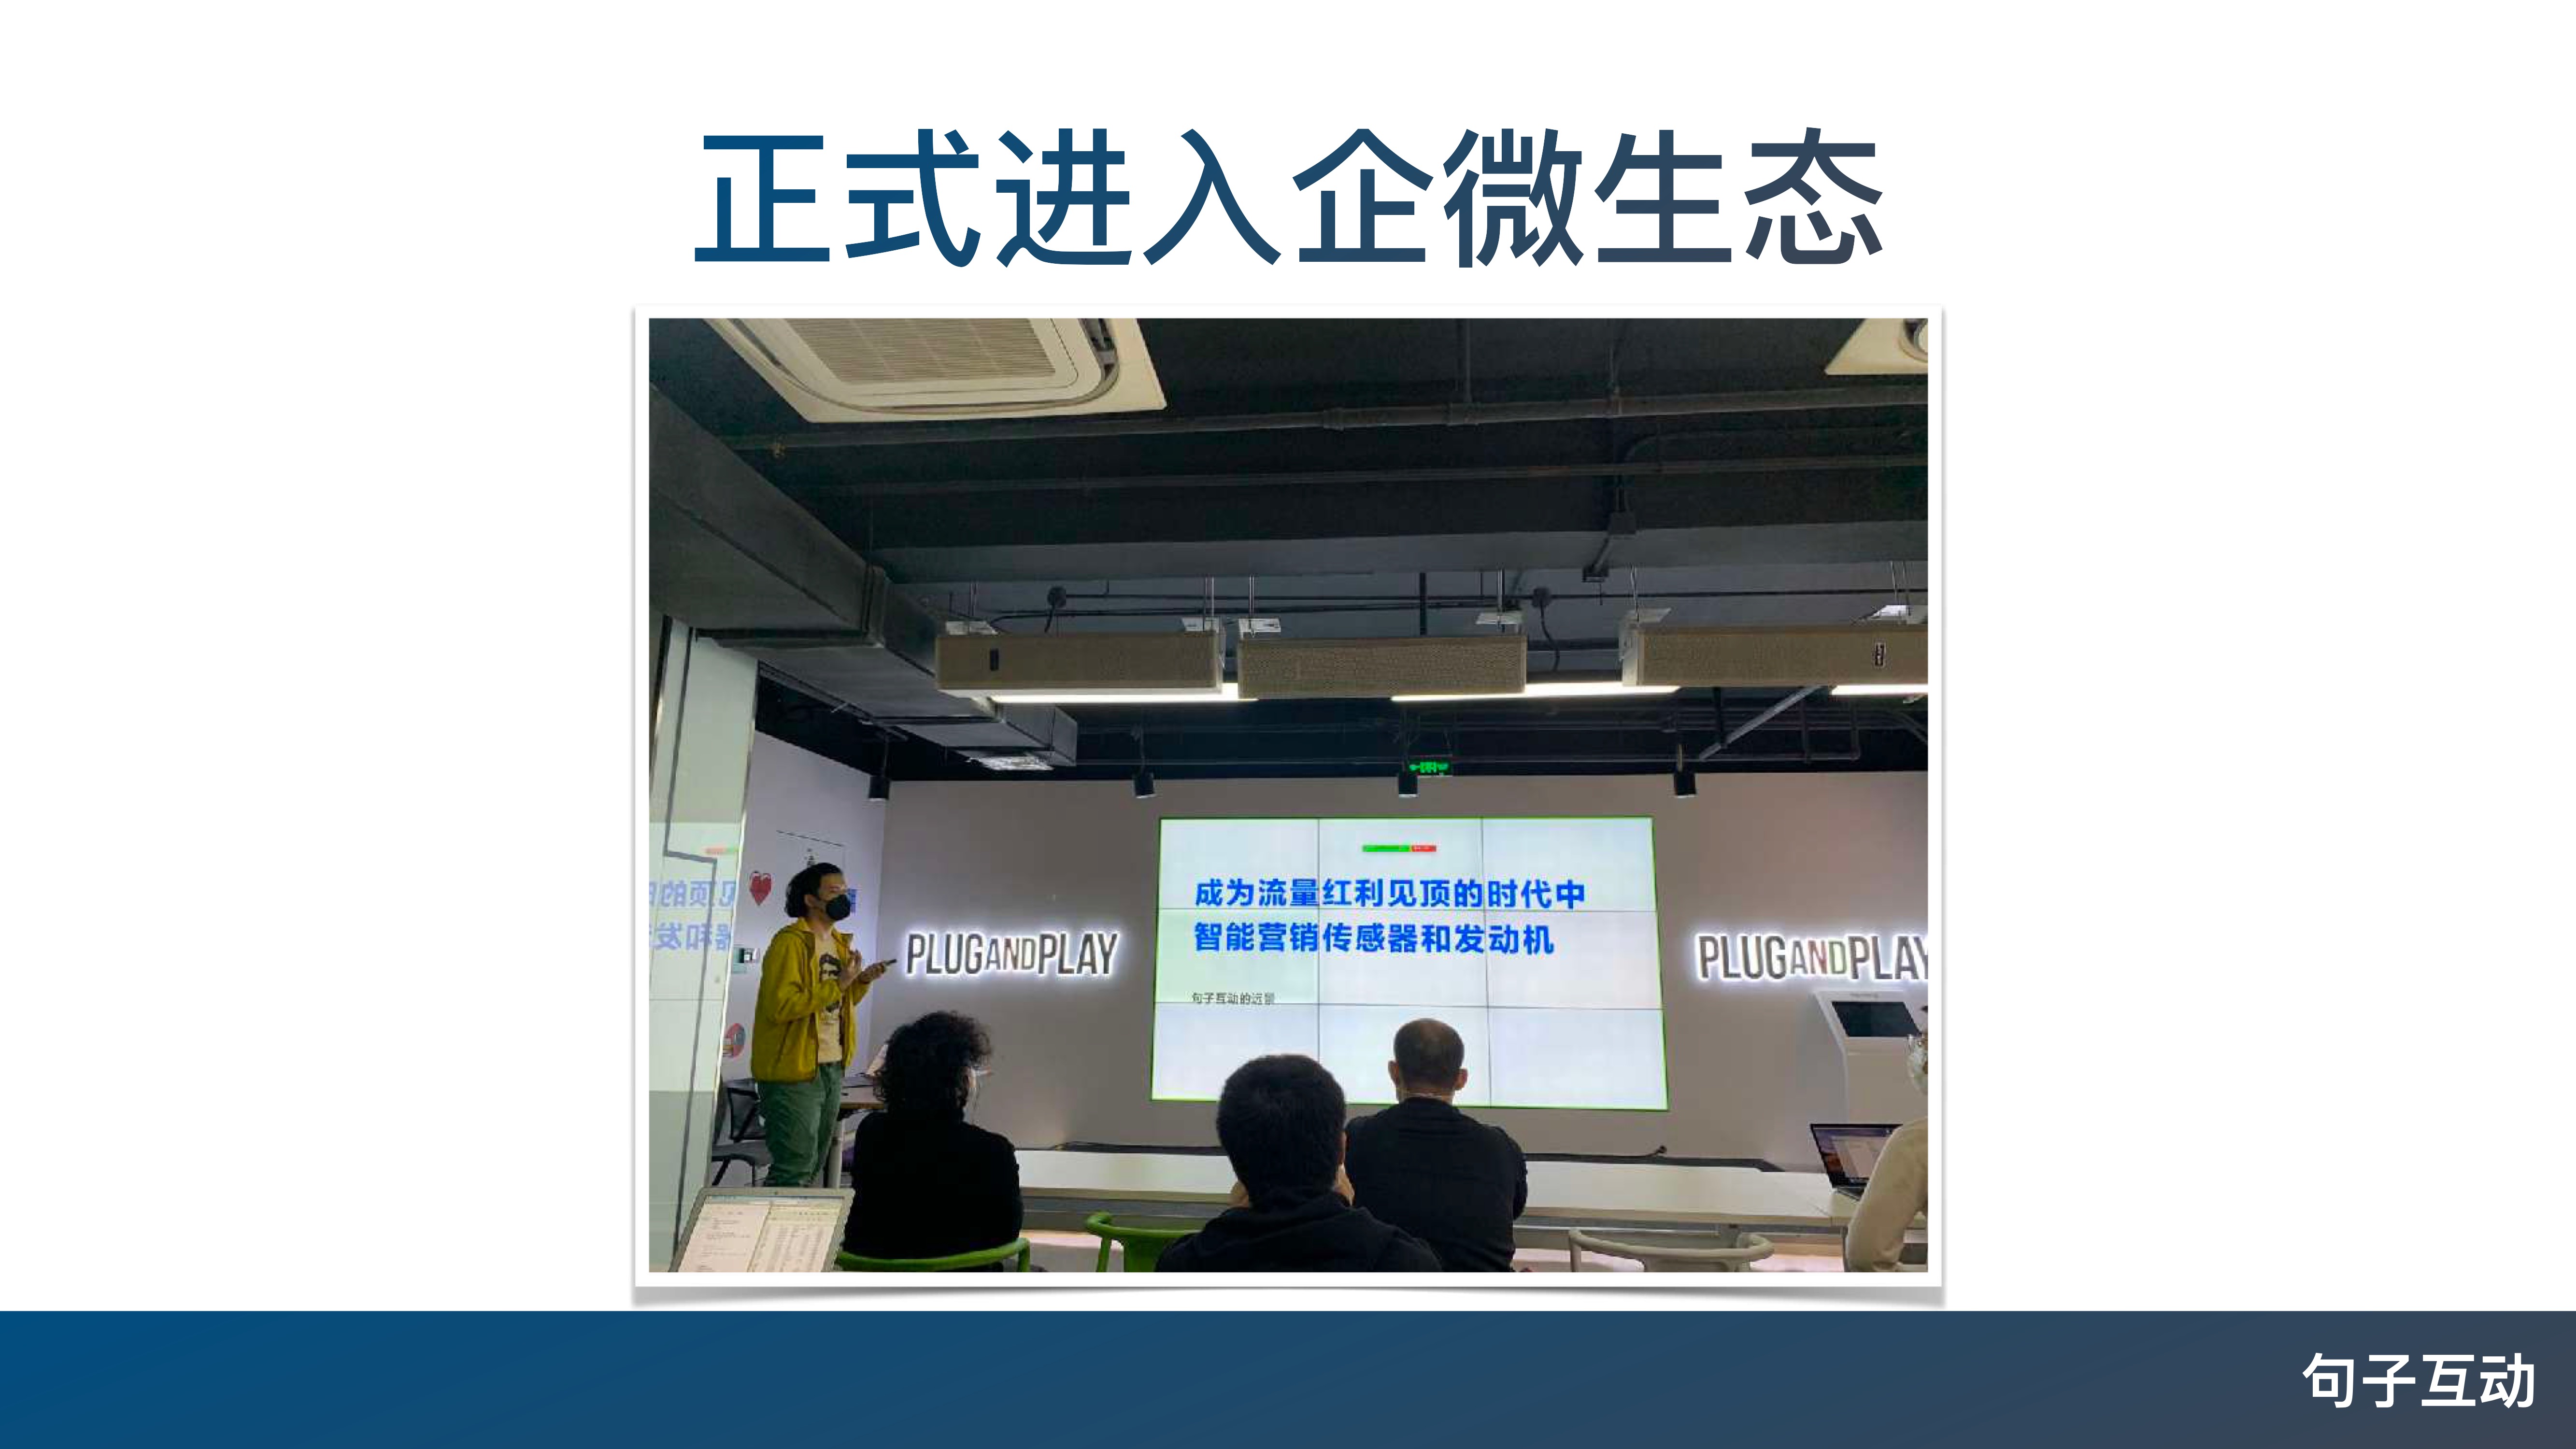 正式进入企微生态
成为流量红利见顶的时代中
智能营销传感器和发动机
句子互动的远景
PLUGANDPLAY
PLUGANDPLAY
句子互动